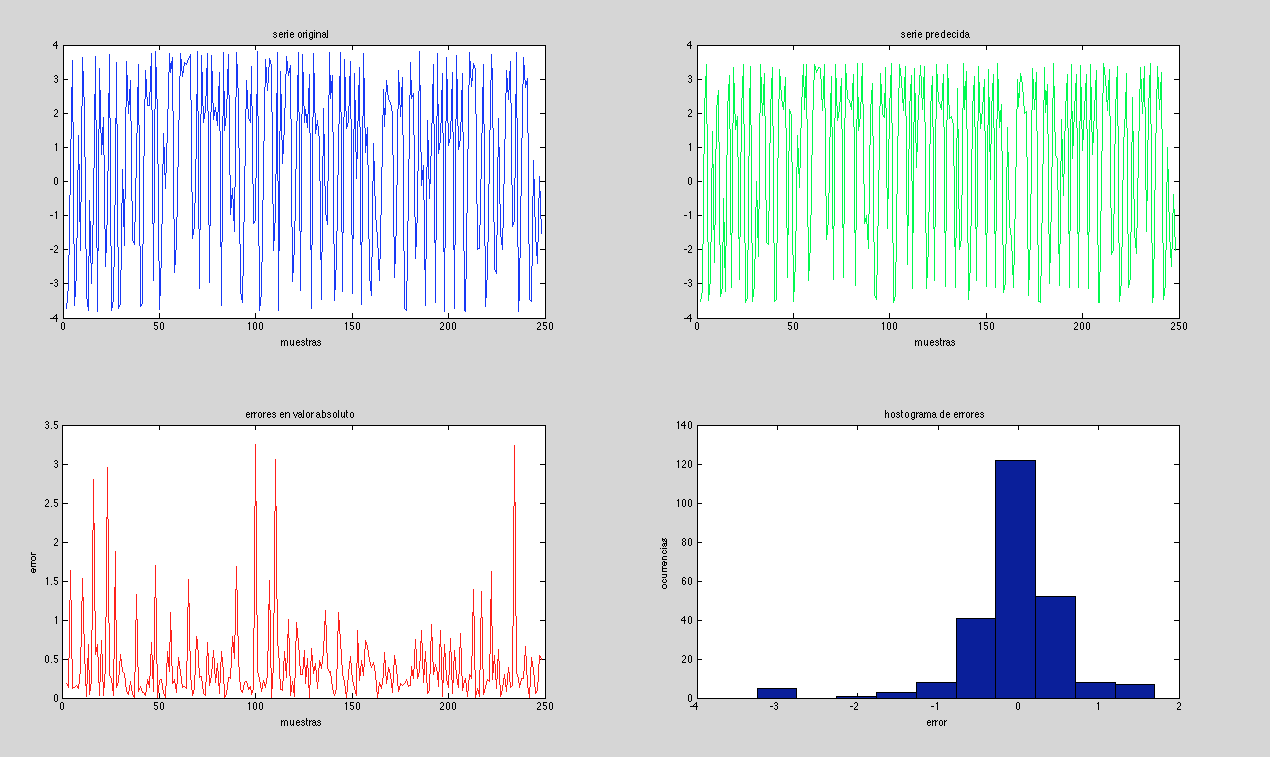 serie original
4
3
2
1
0
-1
-2
-3
-4
0 50 100 150 200 250
muestras
serie predecida
4
3
2
1
0
-1
-2
-3
-4
0 50 100 150 200 250
muestras
errores en valor absoluto
3.5
3
2.5
2
1.5
1
0.5
0
error
0 50 100 150 200 250
muestras
hostograma de errores
140
120
100
80
60
40
20
0
ocurrencias
-4 -3 -2 -1 0 1 2
error